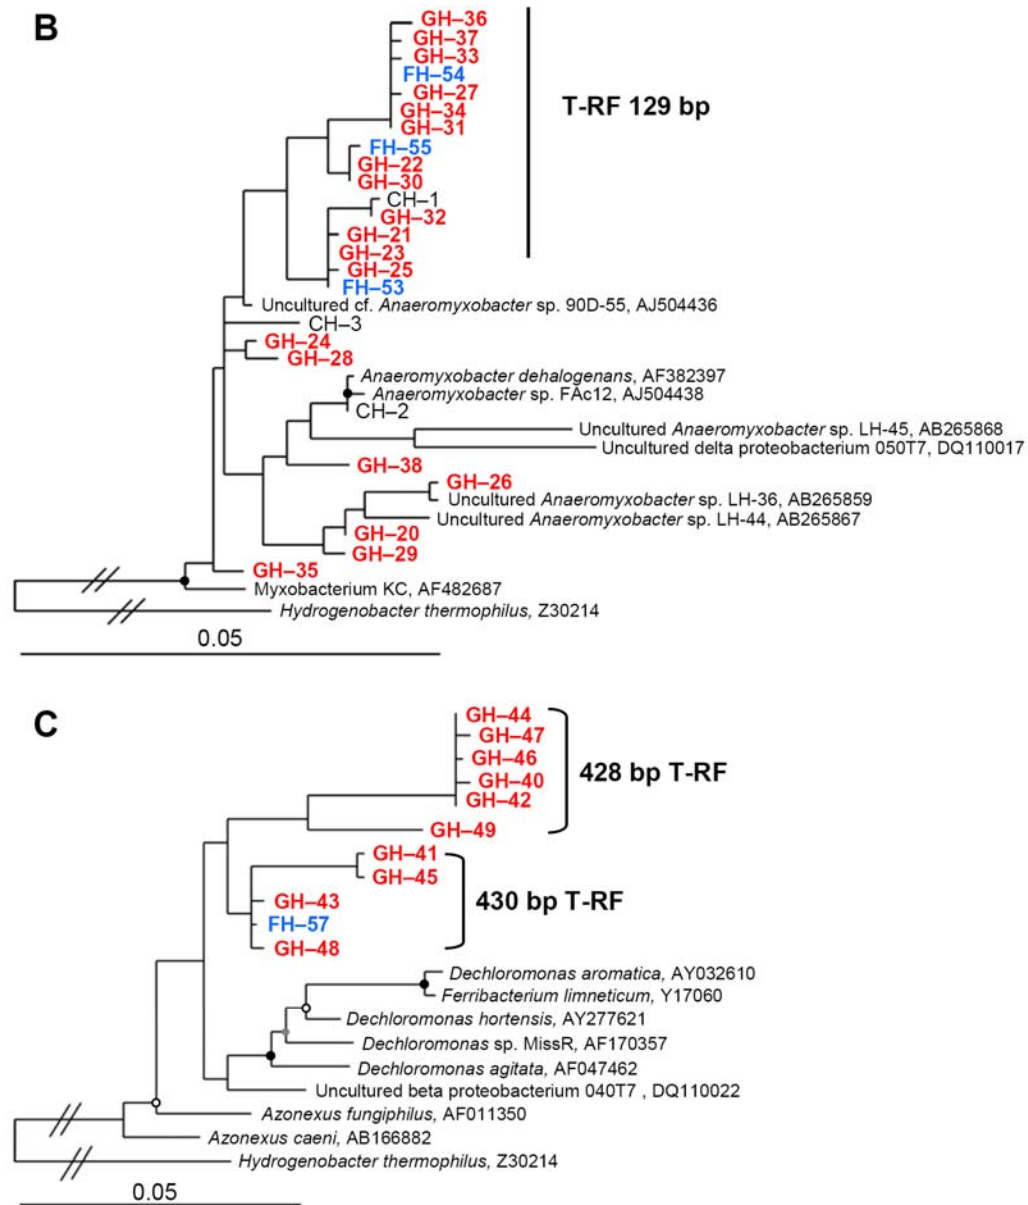 B
GH–36
GH–37
GH–33
FH–54
GH–27
GH–34
GH–31
T-RF 129 bp
FH–55
GH–22
GH–30
CH–1
GH–32
GH–21
GH–23
GH–25
FH–53
Uncultured cf. Anaeromyxobacter sp. 90D-55, AJ504436
CH–3
GH–24
GH–28
Anaeromyxobacter dehalogenans, AF382397
Anaeromyxobacter sp. FAc12, AJ504438
CH–2
Uncultured Anaeromyxobacter sp. LH-45, AB265868
Uncultured delta proteobacterium 050T7, DQ110017
GH–38
GH–26
Uncultured Anaeromyxobacter sp. LH-36, AB265859
Uncultured Anaeromyxobacter sp. LH-44, AB265867
GH–20
GH–29
GH–35
Myxobacterium KC, AF482687
Hydrogenobacter thermophilus, Z30214
0.05
C
GH–44
GH–47
GH–46
GH–40
GH–42
428 bp T-RF
GH–49
GH–41
GH–45
GH–43
FH–57
GH–48
430 bp T-RF
Dechloromonas aromatica, AY032610
Ferribacterium limneticum, Y17060
Dechloromonas hortensis, AY277621
Dechloromonas sp. MissR, AF170357
Dechloromonas agitata, AF047462
Uncultured beta proteobacterium 040T7 , DQ110022
Azonexus fungiphilus, AF011350
Azonexus caeni, AB166882
Hydrogenobacter thermophilus, Z30214
0.05